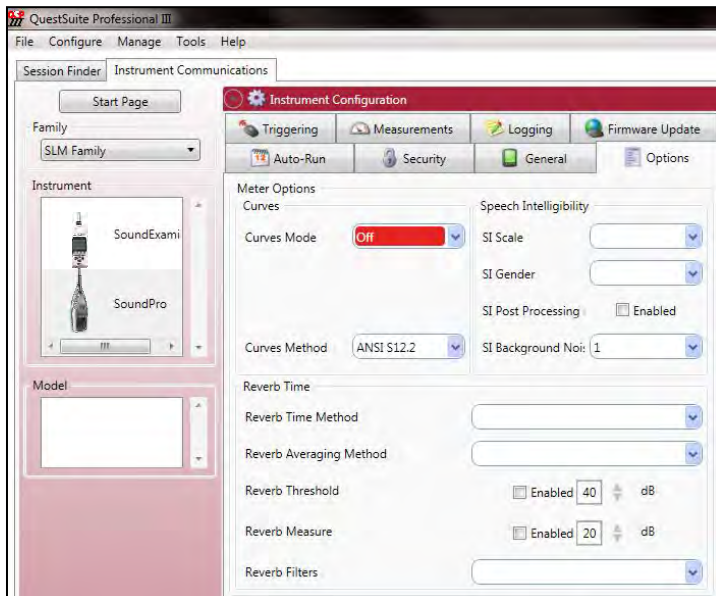 QuestSuite Professional III
File Configure Manage Tools Help
Session Finder Instrument Communications
Start Page
Family
SLM Family
Instrument
SoundExami
SoundPro
Model
Instrument Configuration
Triggering Measurements Logging Firmware Update
Auto-Run Security General Options
Meter Options
Curves Speech Intelligibility
Curves Mode Off SI Scale
SI Gender
SI Post Processing Enabled
Curves Method ANSI S12.2 SI Background Noi: 1
Reverb Time
Reverb Time Method
Reverb Averaging Method
Reverb Threshold Enabled 40 dB
Reverb Measure Enabled 20 dB
Reverb Filters